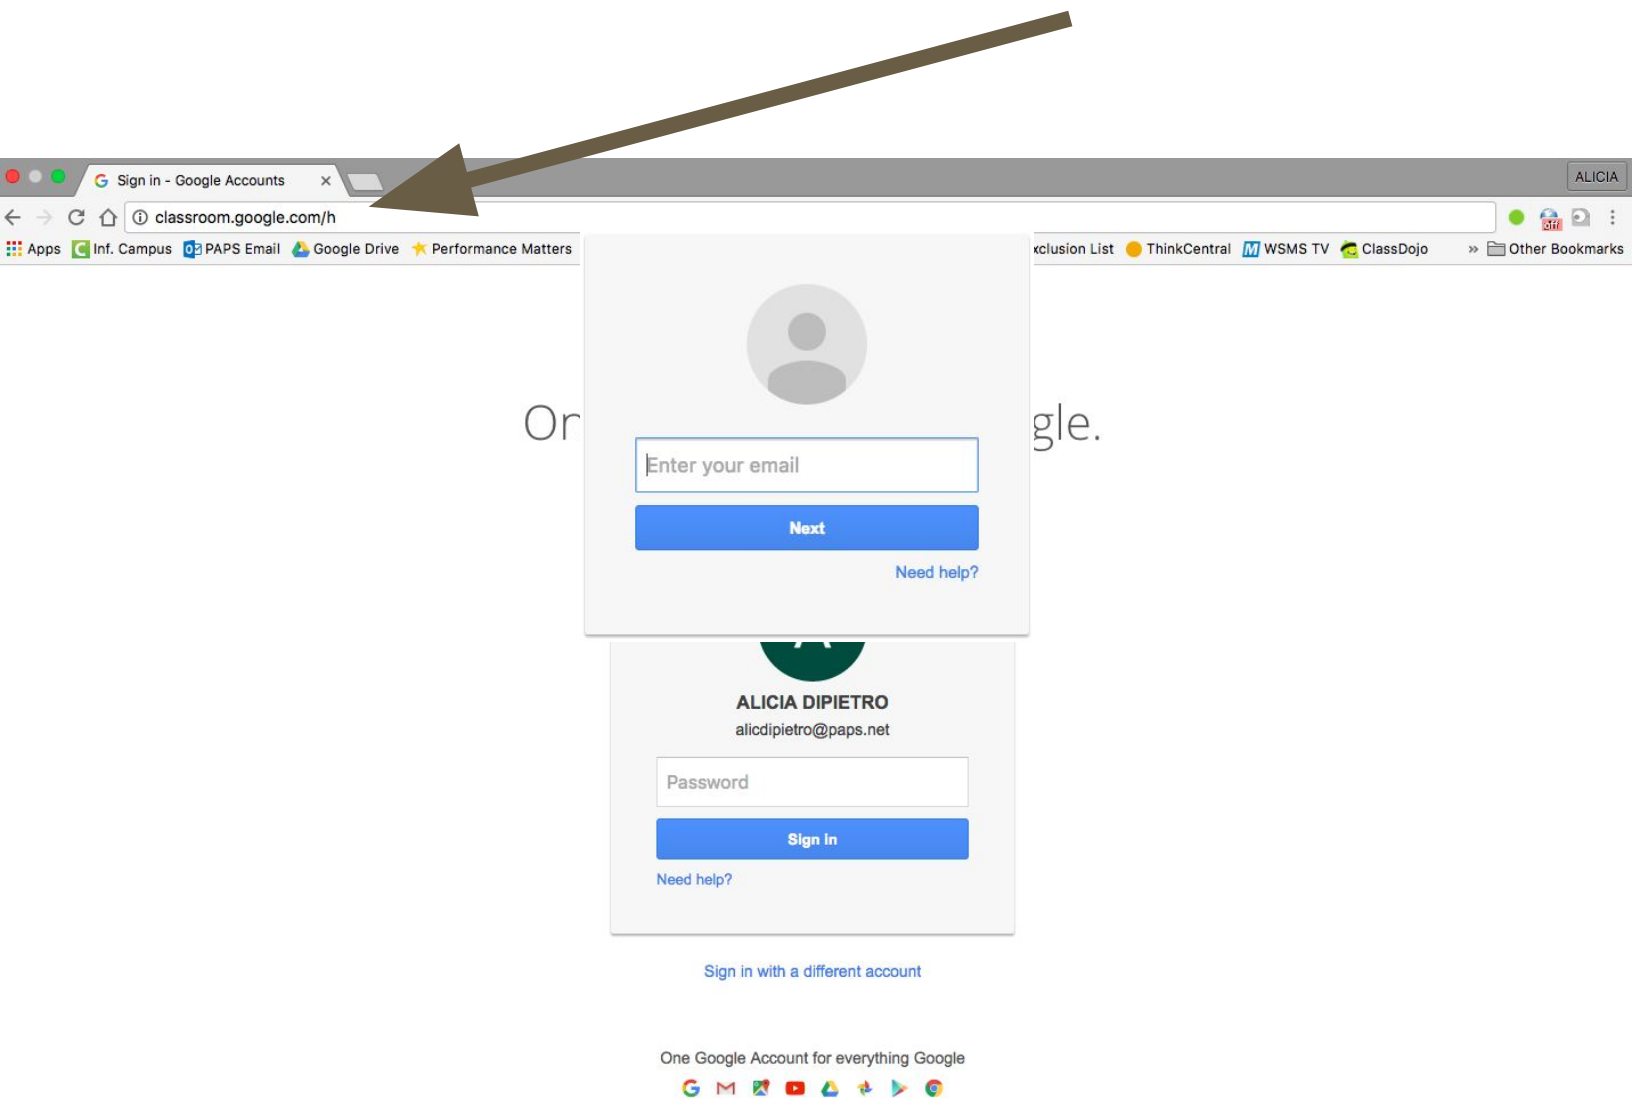 Sign in - Google Accounts
ALICIA
classroom.google.com/h
Apps Inf. Campus PAPS Email Google Drive Performance Matters xclusion List ThinkCentral WSMS TV ClassDojo » Other Bookmarks
off
gle.
Enter your email
Next
Need help?
ALICIA DIPIETRO
alicdipietro@paps.net
Password
Sign in
Need help?
Sign in with a different account
One Google Account for everything Google